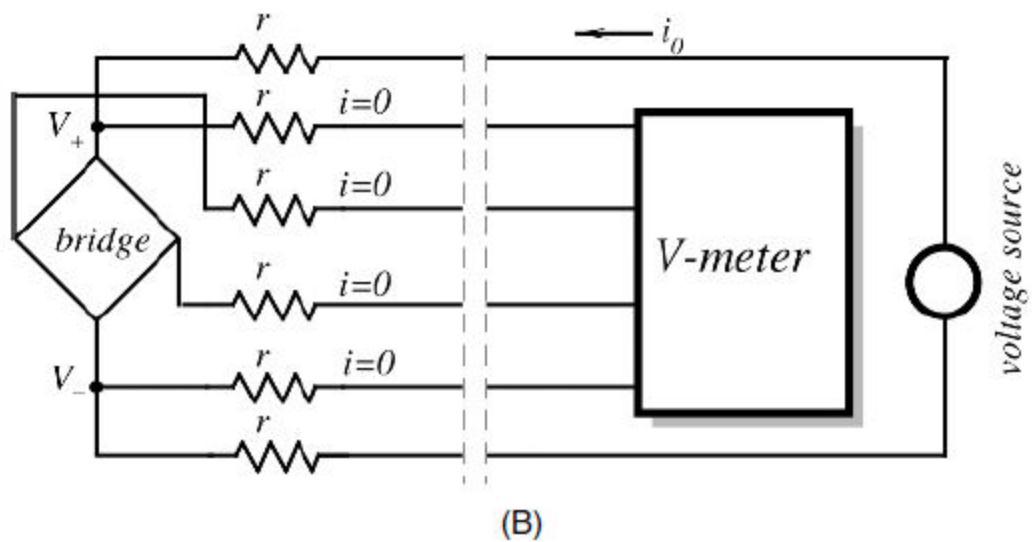 r
i₀
r
i=0
V₊
r
i=0
bridge
V-meter
voltage source
r
i=0
r
i=0
V₋
r
(B)